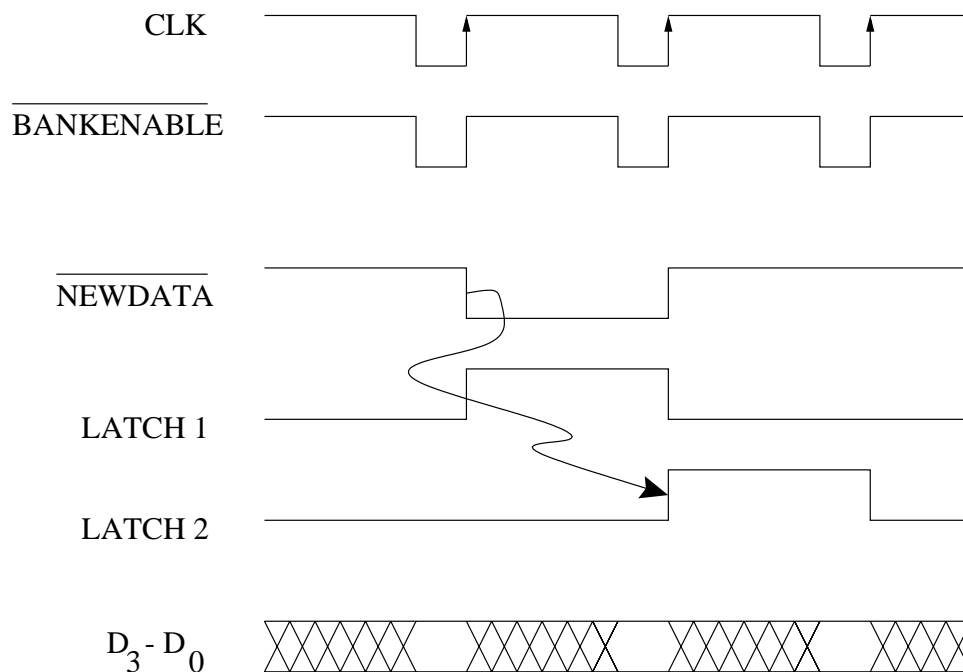 CLK
BANKENABLE
NEWDATA
LATCH 1
LATCH 2
D3 - D0